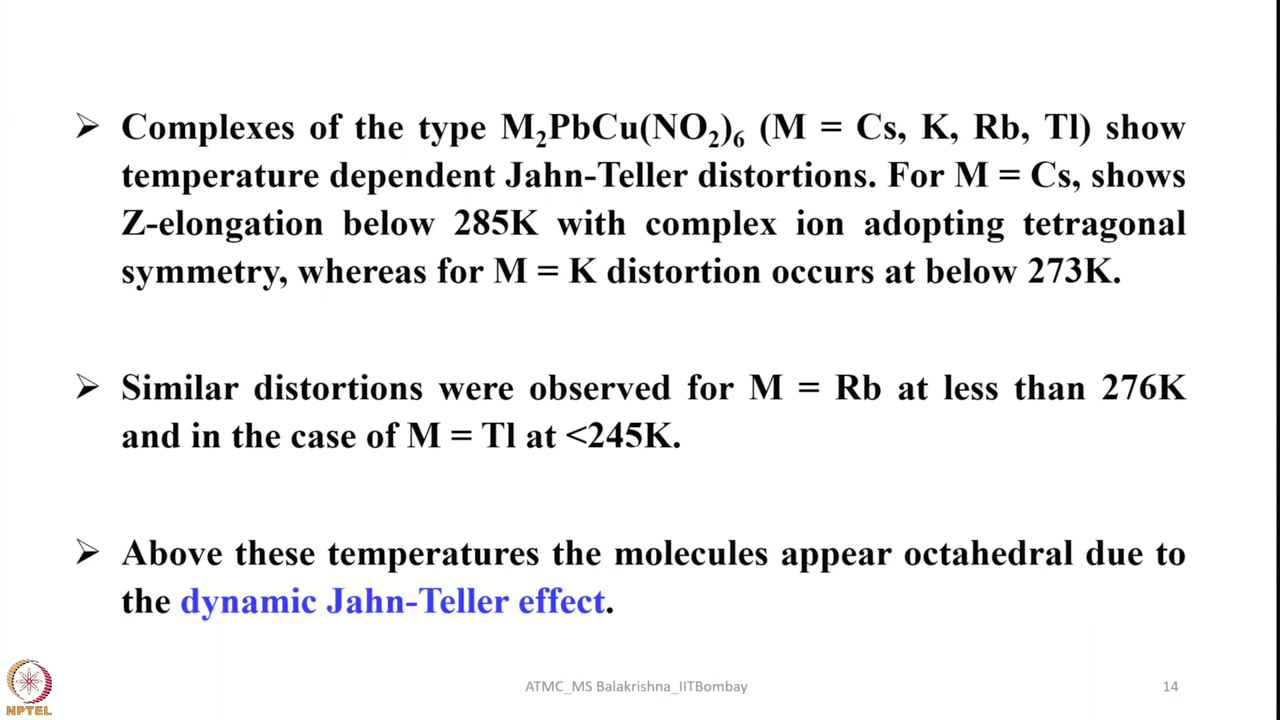 ➢ Complexes of the type M₂PbCu(NO₂)₆ (M = Cs, K, Rb, Tl) show
temperature dependent Jahn-Teller distortions. For M = Cs, shows
Z-elongation below 285K with complex ion adopting tetragonal
symmetry, whereas for M = K distortion occurs at below 273K.
➢ Similar distortions were observed for M = Rb at less than 276K
and in the case of M = Tl at <245K.
➢ Above these temperatures the molecules appear octahedral due to
the dynamic Jahn-Teller effect.
NPTEL
ATMC_MS Balakrishna_IITBombay
14